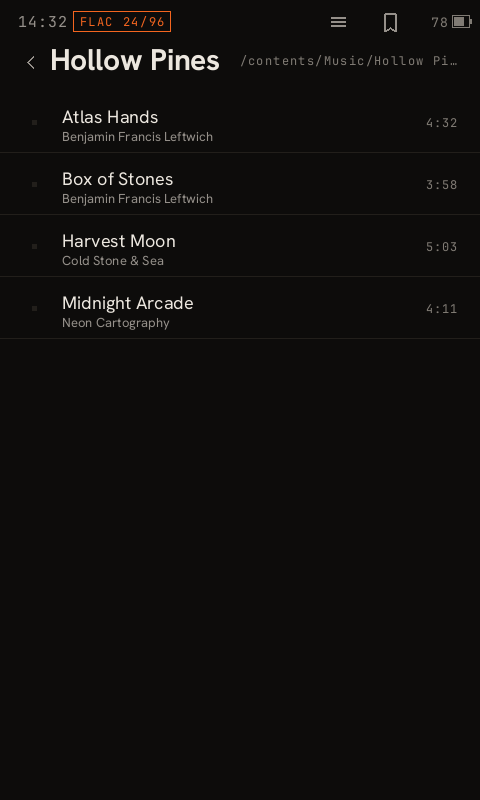 14:32 FLAC 24/96 78
Hollow Pines /contents/Music/Hollow Pi…
Atlas Hands
Benjamin Francis Leftwich
4:32
Box of Stones
Benjamin Francis Leftwich
3:58
Harvest Moon
Cold Stone & Sea
5:03
Midnight Arcade
Neon Cartography
4:11